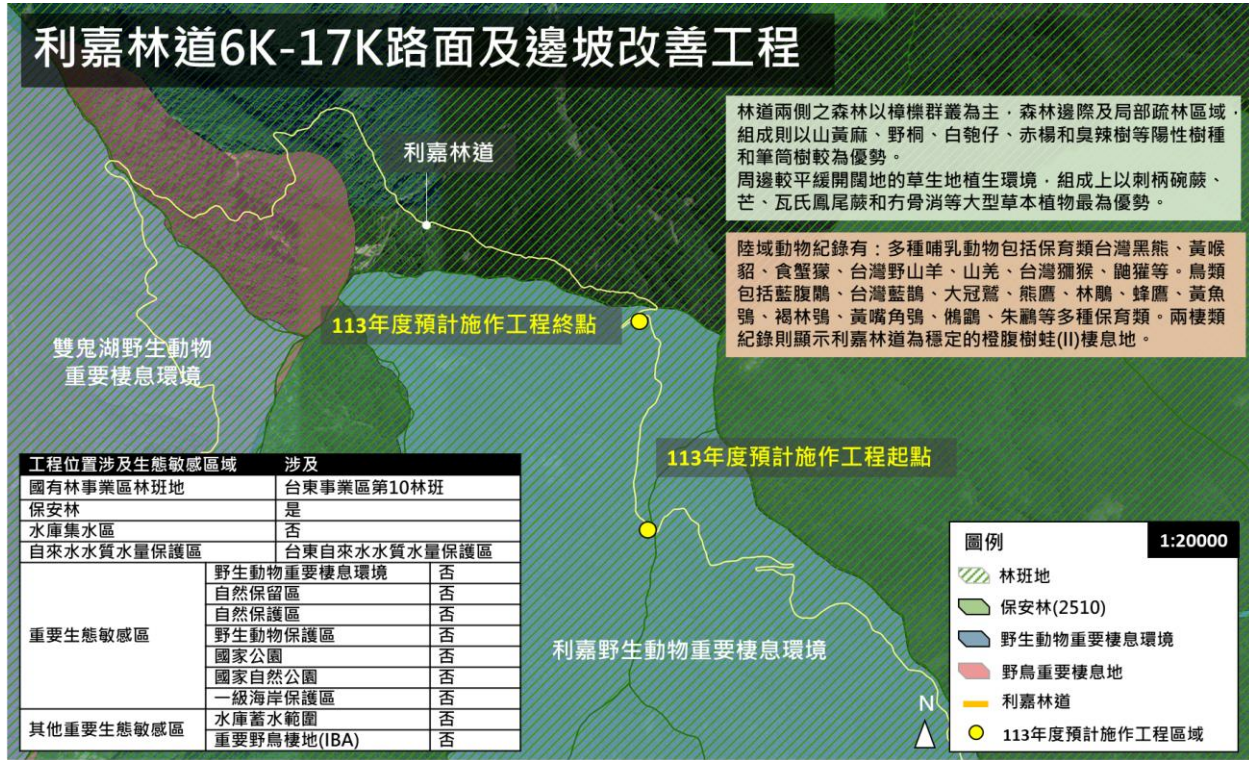 利嘉林道6K-17K路面及邊坡改善工程
林道兩側之森林以樟櫟群叢為主，森林邊際及局部疏林區域，
組成則以山黃麻、野桐、白匏仔、赤楊和臭辣樹等陽性樹種
和筆筒樹較為優勢。
周邊較平緩開闊地的草生地植生環境，組成上以刺柄碗蕨、
芒、瓦氏鳳尾蕨和冇骨消等大型草本植物最為優勢。
陸域動物紀錄有：多種哺乳動物包括保育類台灣黑熊、黃喉
貂、食蟹獴、台灣野山羊、山羌、台灣獼猴、鼬獾等。鳥類
包括藍腹鷴、台灣藍鵲、大冠鷲、熊鷹、林鵰、蜂鷹、黃魚
鴞、褐林鴞、黃嘴角鴞、鵂鶹、朱鸝等多種保育類。兩棲類
紀錄則顯示利嘉林道為穩定的橙腹樹蛙(II)棲息地。
利嘉林道
113年度預計施作工程終點
雙鬼湖野生動物
重要棲息環境
113年度預計施作工程起點
利嘉野生動物重要棲息環境
工程位置涉及生態敏感區域 涉及
國有林事業區林班地 台東事業區第10林班
保安林 是
水庫集水區 否
自來水水質水量保護區 台東自來水水質水量保護區
重要生態敏感區
野生動物重要棲息環境 否
自然保留區 否
自然保護區 否
野生動物保護區 否
國家公園 否
國家自然公園 否
一級海岸保護區 否
其他重要生態敏感區
水庫蓄水範圍 否
重要野鳥棲地(IBA) 否
N
圖例 1:20000
林班地
保安林(2510)
野生動物重要棲息環境
野鳥重要棲息地
利嘉林道
113年度預計施作工程區域